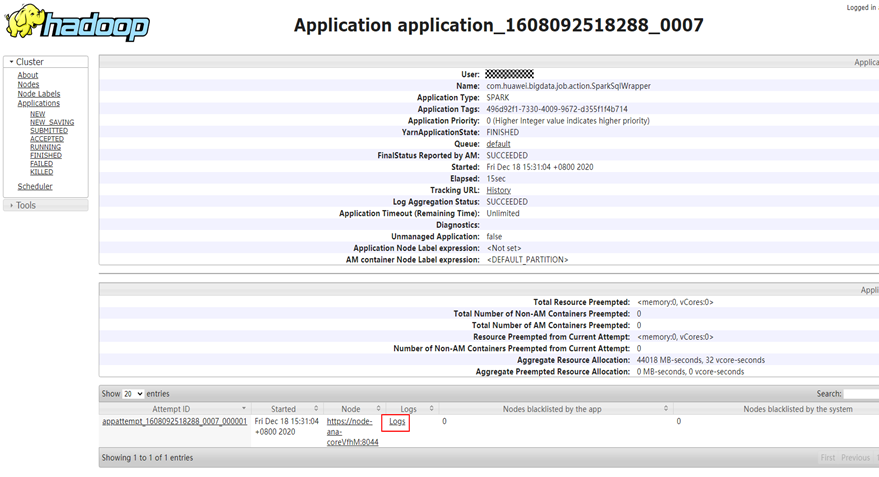 hadoop
Application application_1608092518288_0007
Logged in
Cluster
About
Nodes
Node Labels
Applications
NEW
NEW_SAVING
SUBMITTED
ACCEPTED
RUNNING
FINISHED
FAILED
KILLED
Scheduler
Tools
User:
Name: com.huawei.bigdata.job.action.SparkSqlWrapper
Application Type: SPARK
Application Tags: 496d92f1-7330-4009-9672-d355f1f4b714
Application Priority: 0 (Higher Integer value indicates higher priority)
YarnApplicationState: FINISHED
Queue: default
FinalStatus Reported by AM: SUCCEEDED
Started: Fri Dec 18 15:31:04 +0800 2020
Elapsed: 15sec
Tracking URL: History
Log Aggregation Status: SUCCEEDED
Application Timeout (Remaining Time): Unlimited
Diagnostics:
Unmanaged Application: false
Application Node Label expression: <Not set>
AM container Node Label expression: <DEFAULT_PARTITION>
Total Resource Preempted: <memory:0, vCores:0>
Total Number of Non-AM Containers Preempted: 0
Total Number of AM Containers Preempted: 0
Resource Preempted from Current Attempt: <memory:0, vCores:0>
Number of Non-AM Containers Preempted from Current Attempt: 0
Aggregate Resource Allocation: 44018 MB-seconds, 32 vcore-seconds
Aggregate Preempted Resource Allocation: 0 MB-seconds, 0 vcore-seconds
Show 20 entries Search:
Attempt ID Started Node Logs Nodes blacklisted by the app Nodes blacklisted by the system
appattempt_1608092518288_0007_000001 Fri Dec 18 15:31:04 https://node- Logs 0 0
+0800 2020 ana-
coreVfhM:8044
Showing 1 to 1 of 1 entries First Previous